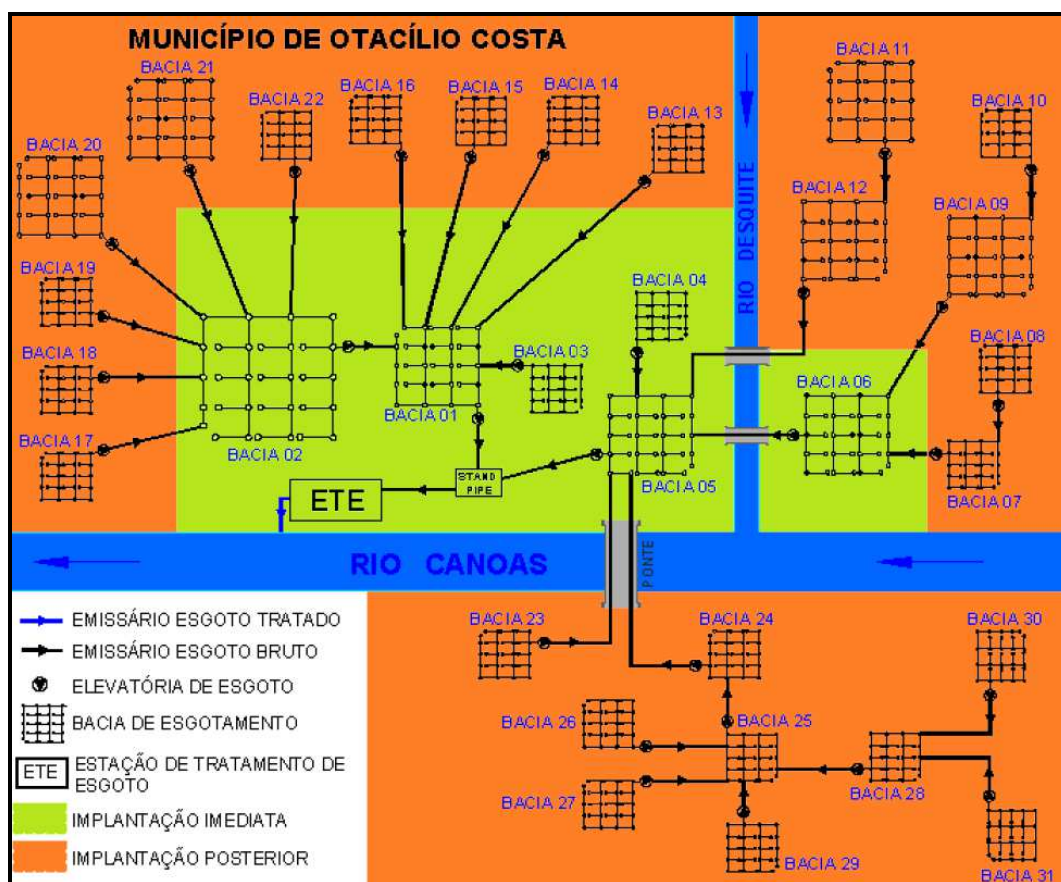 MUNICÍPIO DE OTACÍLIO COSTA
BACIA 21
BACIA 22
BACIA 16
BACIA 15
BACIA 14
BACIA 13
BACIA 11
BACIA 10
BACIA 20
BACIA 12
BACIA 09
BACIA 19
BACIA 18
BACIA 17
BACIA 02
BACIA 01
BACIA 03
BACIA 04
RIO DESQUITE
BACIA 08
BACIA 06
BACIA 05
BACIA 07
STAND
PIPE
ETE
RIO CANOAS
PONTE
BACIA 23
BACIA 24
BACIA 30
BACIA 26
BACIA 25
BACIA 27
BACIA 28
BACIA 29
BACIA 31
EMISSÁRIO ESGOTO TRATADO
EMISSÁRIO ESGOTO BRUTO
ELEVATÓRIA DE ESGOTO
BACIA DE ESGOTAMENTO
ETE
ESTAÇÃO DE TRATAMENTO DE
ESGOTO
IMPLANTAÇÃO IMEDIATA
IMPLANTAÇÃO POSTERIOR